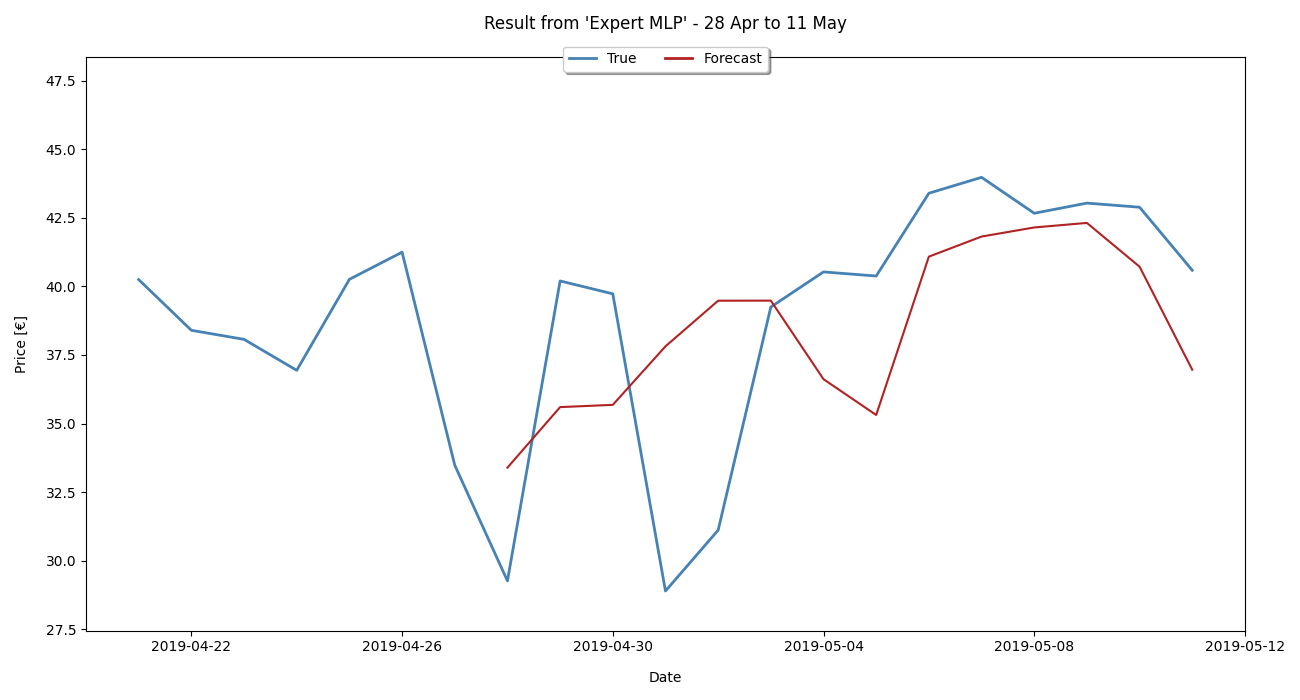 Result from 'Expert MLP' - 28 Apr to 11 May
True Forecast
47.5
45.0
42.5
40.0
37.5
35.0
32.5
30.0
27.5
Price [€]
2019-04-22 2019-04-26 2019-04-30 2019-05-04 2019-05-08 2019-05-12
Date